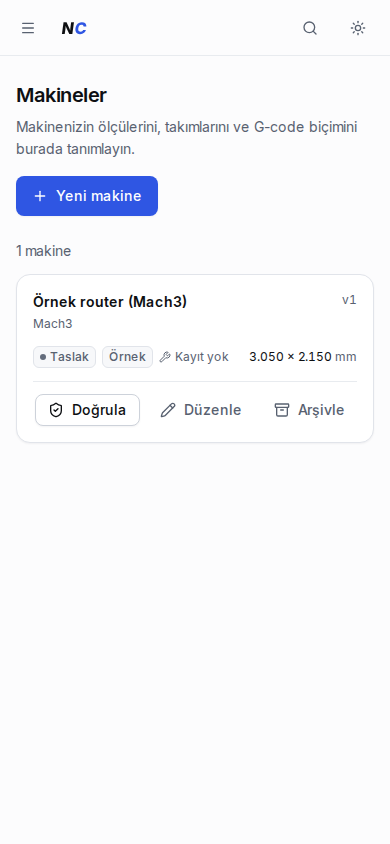 NC
Makineler
Makinenizin ölçülerini, takımlarını ve G-code biçimini
burada tanımlayın.
Yeni makine
1 makine
Örnek router (Mach3) v1
Mach3
Taslak Örnek Kayıt yok 3.050 × 2.150 mm
Doğrula Düzenle Arşivle